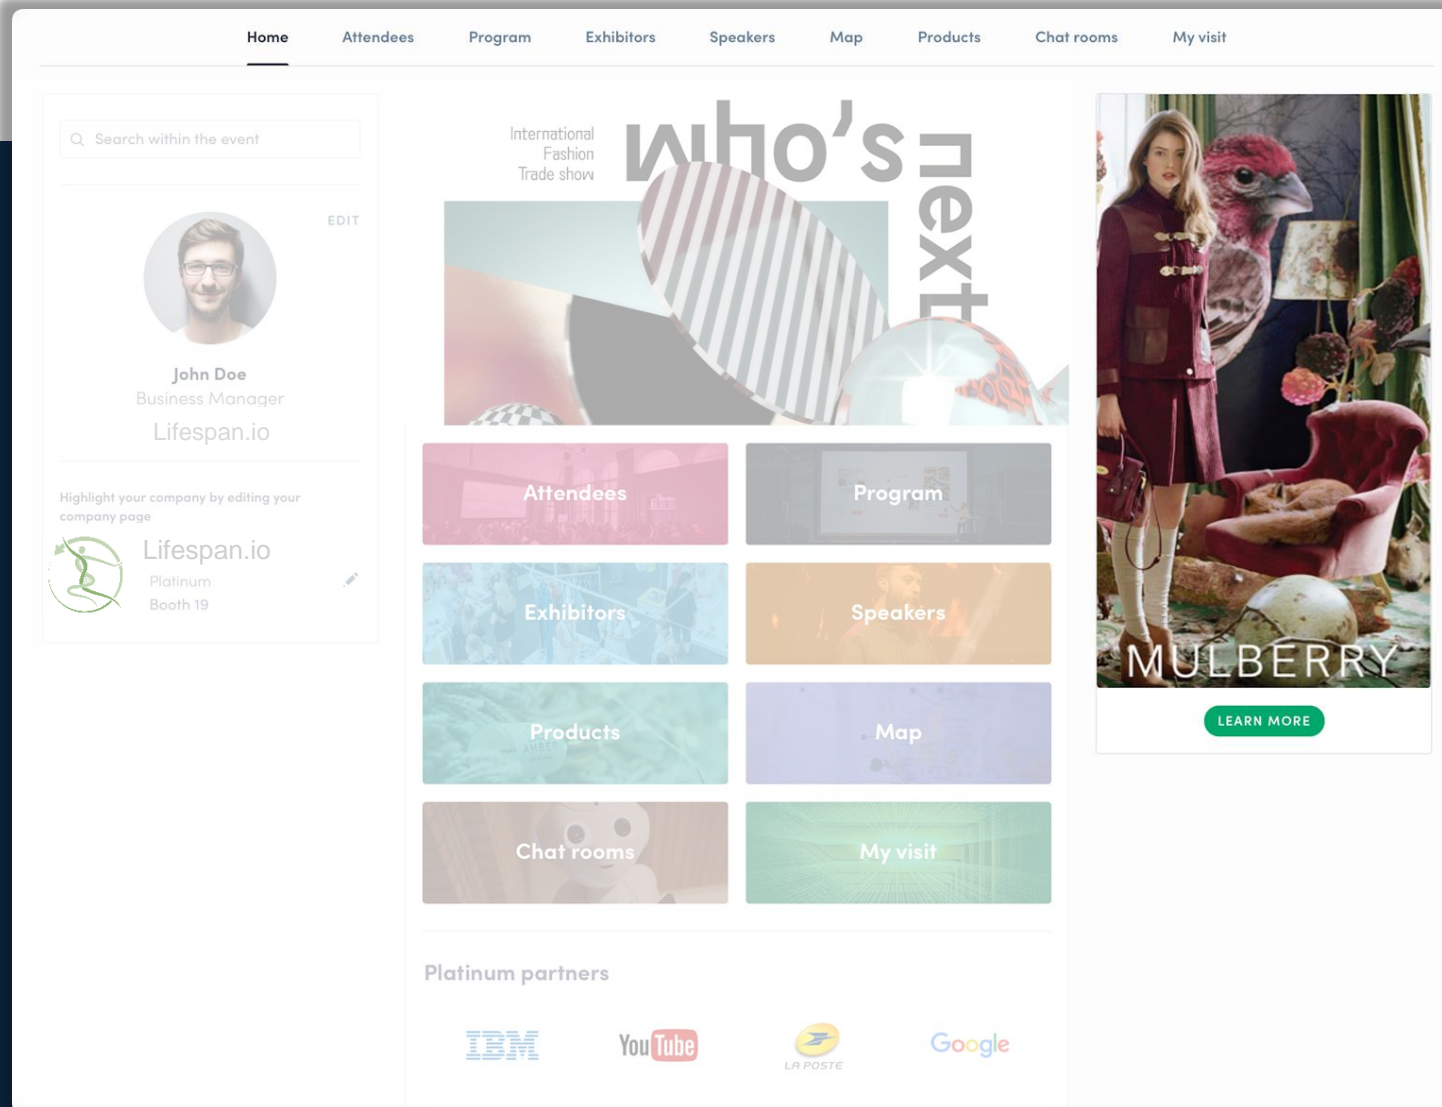 Home
Attendees
Program
Exhibitors
Speakers
Map
Products
Chat rooms
My visit
Search within the event
EDIT
John Doe
Business Manager
Lifespan.io
Highlight your company by editing your
company page
Lifespan.io
Platinum
Booth 19
International
Fashion
Trade show
who's
next
Attendees
Program
Exhibitors
Speakers
Products
AMBER
Map
Chat rooms
My visit
Platinum partners
IBM
YouTube
LA POSTE
Google
MULBERRY
LEARN MORE